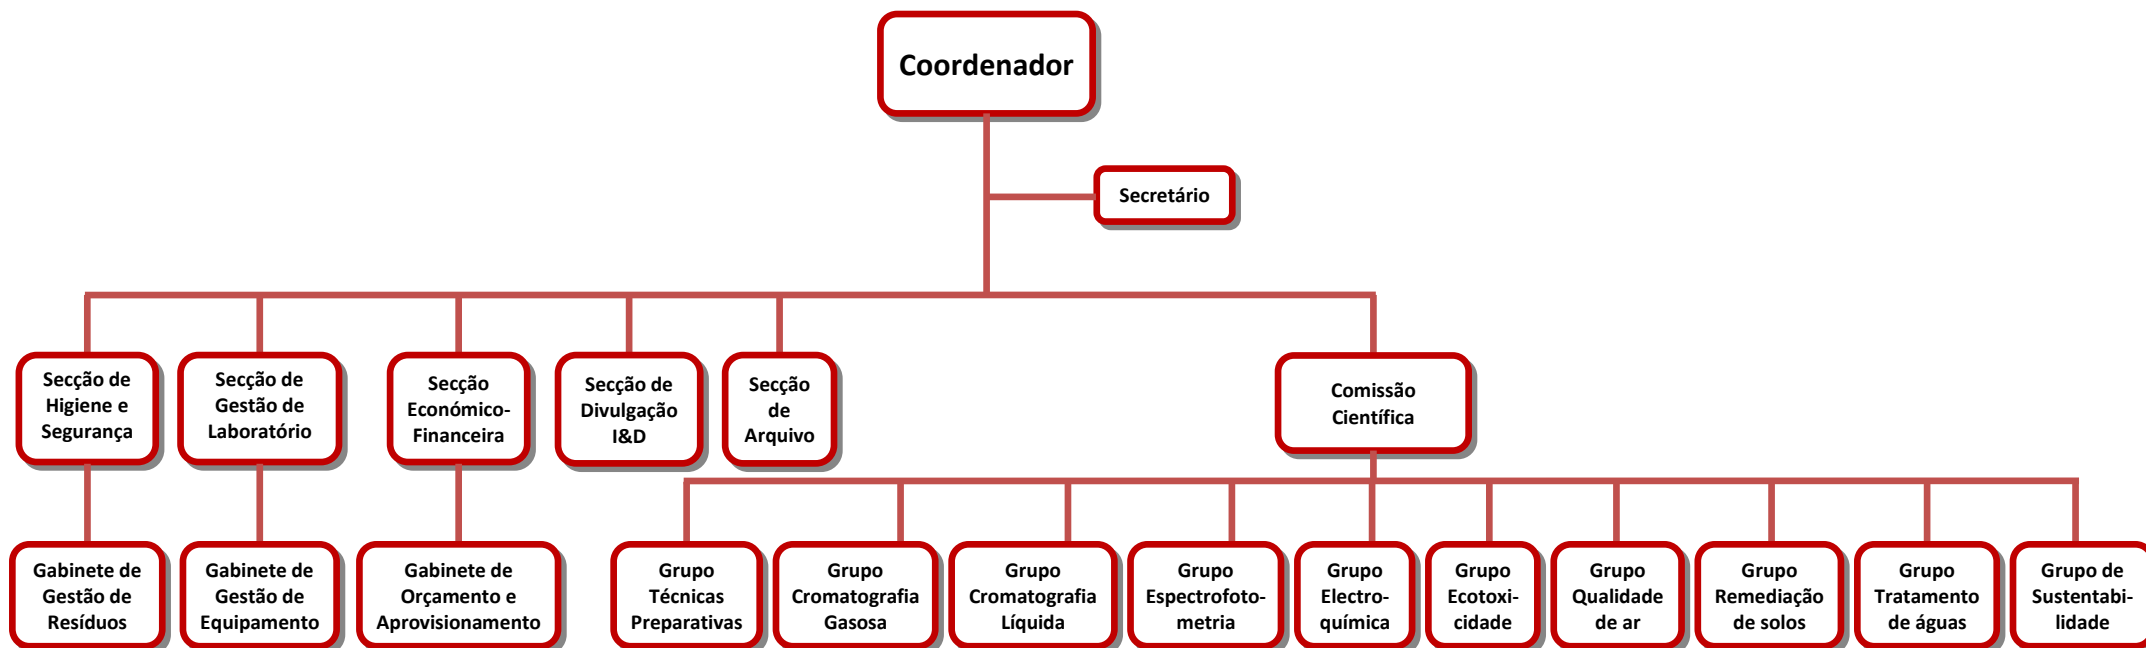 Coordenador
Secretário
Secção de
Higiene e
Segurança
Secção de
Gestão de
Laboratório
Secção
Económico-
Financeira
Secção de
Divulgação
I&D
Secção
de
Arquivo
Comissão
Científica
Gabinete de
Gestão de
Resíduos
Gabinete de
Gestão de
Equipamento
Gabinete de
Orçamento e
Aprovisionamento
Grupo
Técnicas
Preparativas
Grupo
Cromatografia
Gasosa
Grupo
Cromatografia
Líquida
Grupo
Espectrofoto-
metria
Grupo
Electro-
química
Grupo
Ecotoxi-
cidade
Grupo
Qualidade
de ar
Grupo
Remediação
de solos
Grupo
Tratamento
de águas
Grupo de
Sustentabi-
lidade